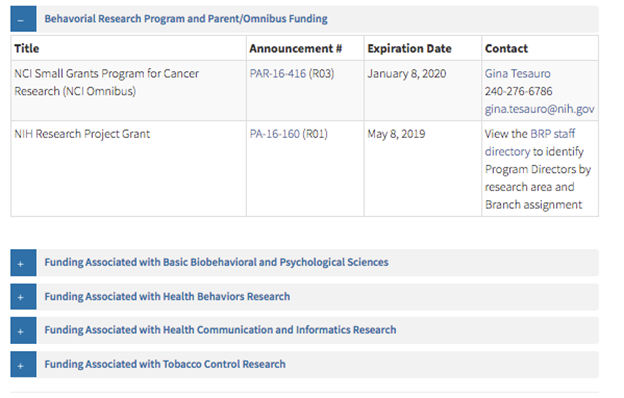 − Behavorial Research Program and Parent/Omnibus Funding
Title Announcement # Expiration Date Contact
NCI Small Grants Program for Cancer PAR-16-416 (R03) January 8, 2020 Gina Tesauro
Research (NCI Omnibus) 240-276-6786
gina.tesauro@nih.gov
NIH Research Project Grant PA-16-160 (R01) May 8, 2019 View the BRP staff
directory to identify
Program Directors by
research area and
Branch assignment
+ Funding Associated with Basic Biobehavioral and Psychological Sciences
+ Funding Associated with Health Behaviors Research
+ Funding Associated with Health Communication and Informatics Research
+ Funding Associated with Tobacco Control Research